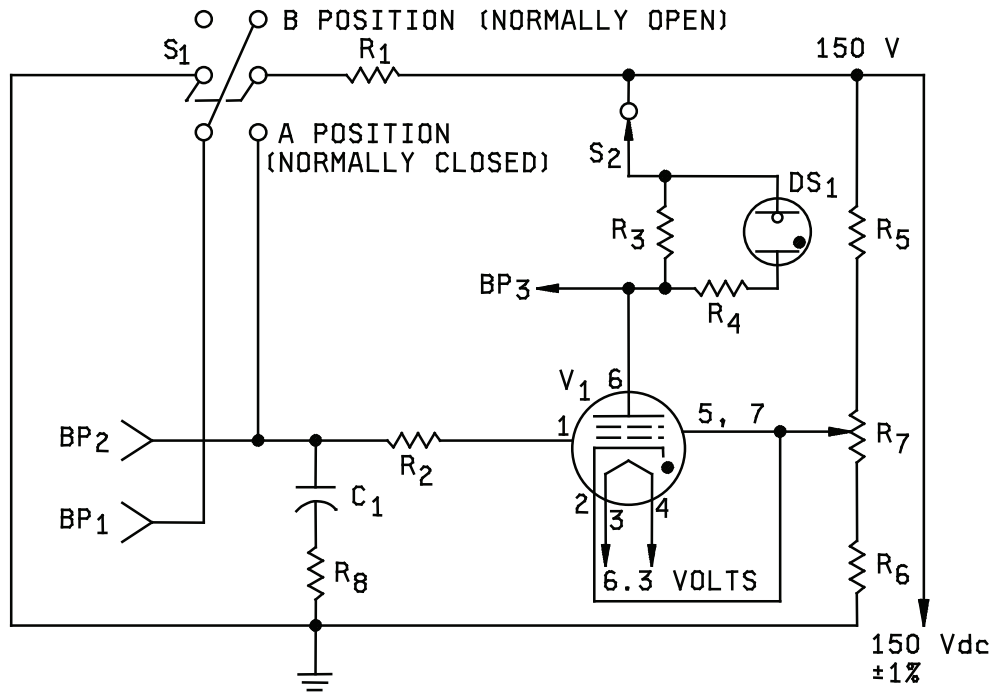 B POSITION (NORMALLY OPEN)
S1
R1
150 V
A POSITION
(NORMALLY CLOSED)
S2
DS1
R3
R5
BP3
R4
V1
6
1
5, 7
BP2
R2
R7
C1
2
3
4
BP1
R8
6.3 VOLTS
R6
150 Vdc
±1%